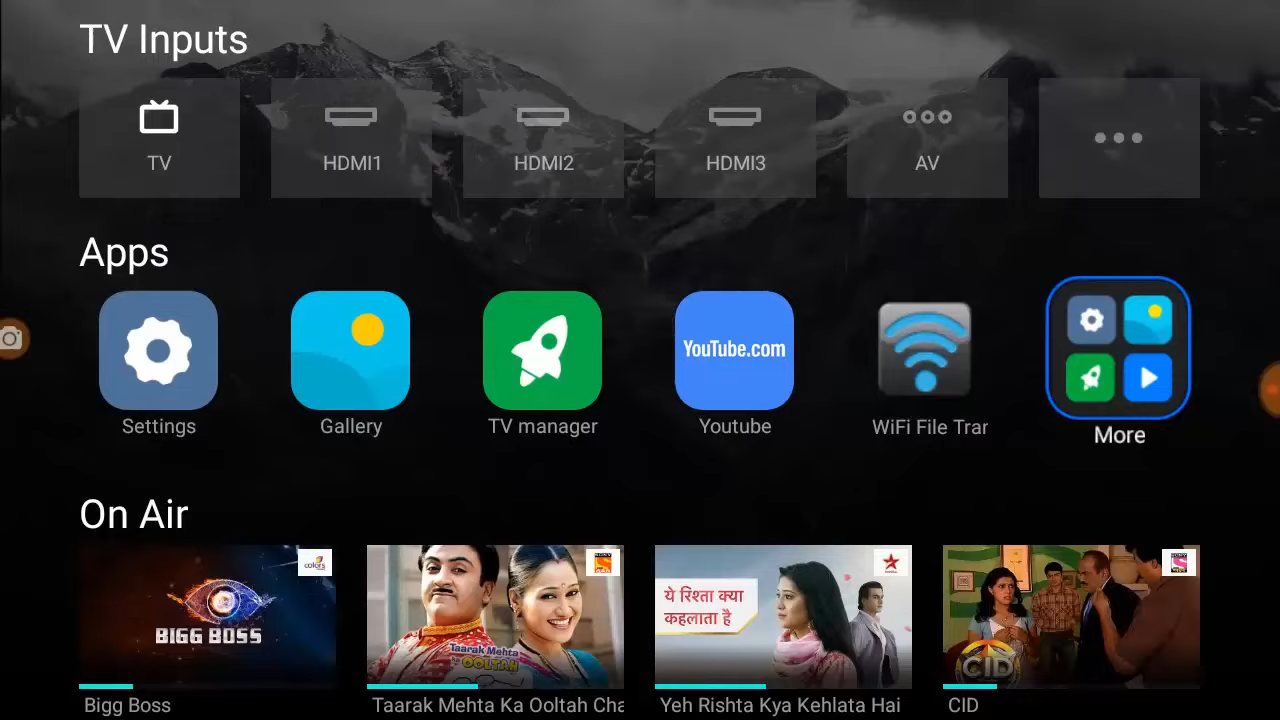 TV Inputs
TV
HDMI1
HDMI2
HDMI3
AV
Apps
YouTube.com
Settings
Gallery
TV manager
Youtube
WiFi File Tran
More
On Air
colors
BIGG BOSS
Taarak Mehta
OOLTAH
ये रिश्ता क्या
कहलाता है
CID
Bigg Boss
Taarak Mehta Ka Ooltah Cha
Yeh Rishta Kya Kehlata Hai
CID